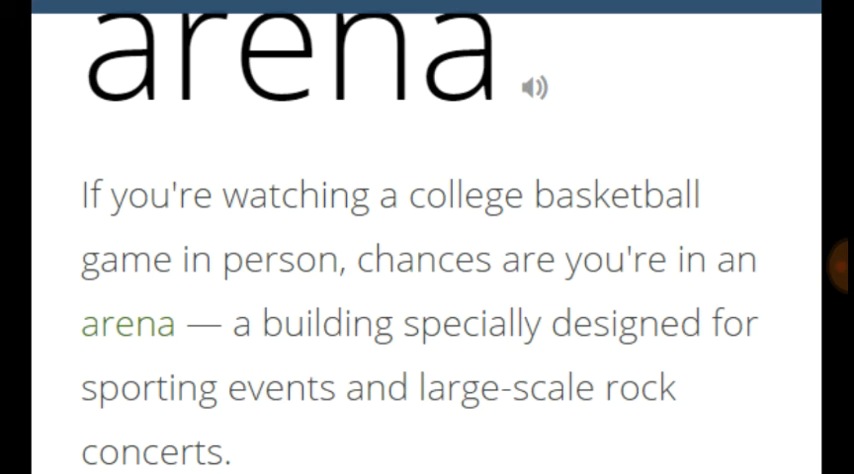 arena
If you're watching a college basketball
game in person, chances are you're in an
arena — a building specially designed for
sporting events and large-scale rock
concerts.